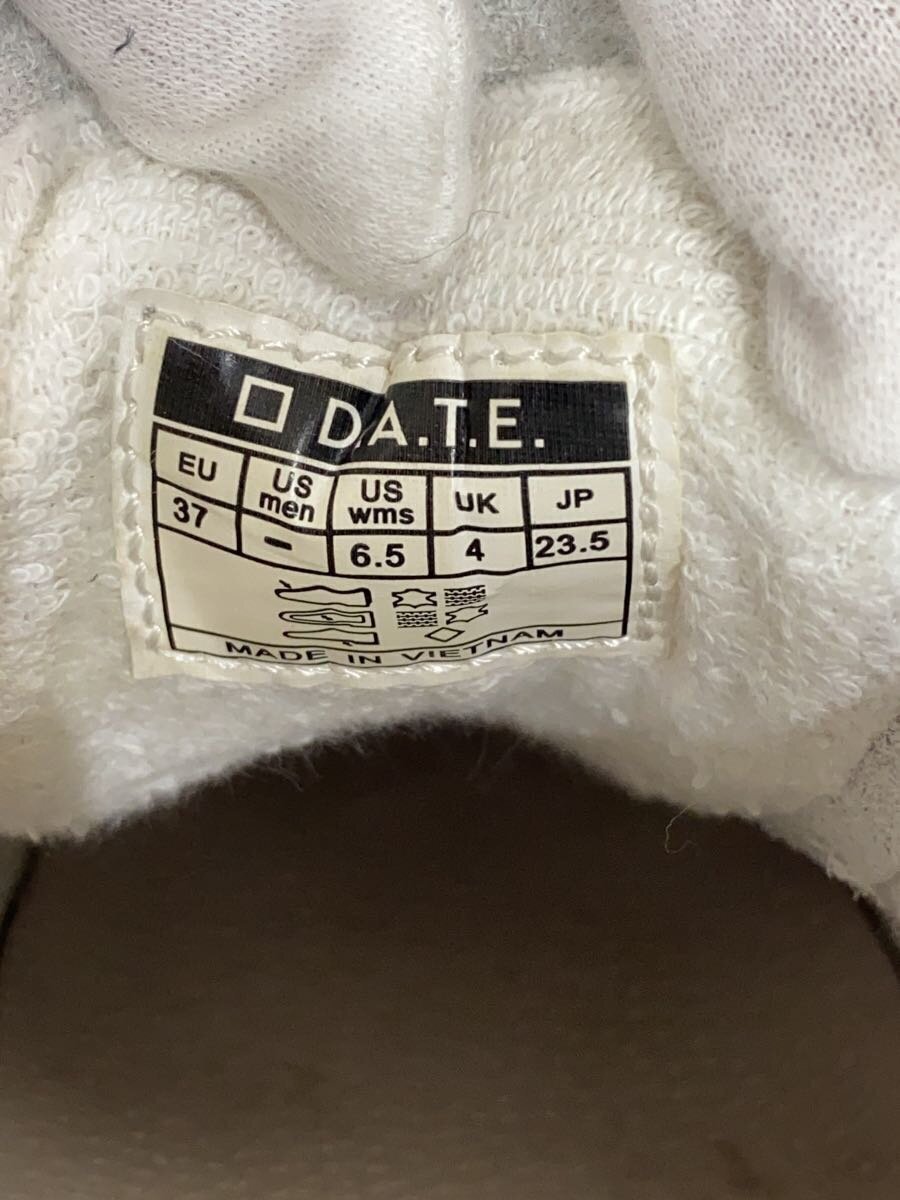 D.A.T.E.
EU US men US wms UK JP
37 - 6.5 4 23.5
MADE IN VIETNAM